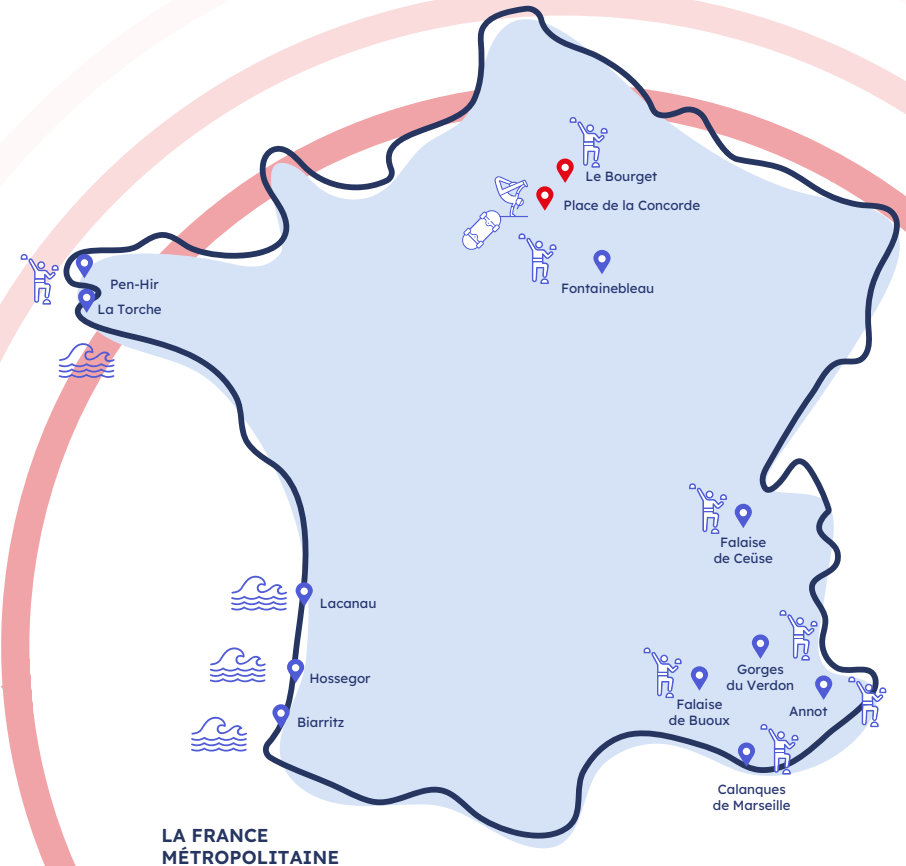 Le Bourget
Place de la Concorde
Fontainebleau
Pen-Hir
La Torche
Falaise
de Ceüse
Lacanau
Hossegor
Biarritz
Gorges
du Verdon
Falaise
de Buoux
Annot
Calanques
de Marseille
LA FRANCE
MÉTROPOLITAINE